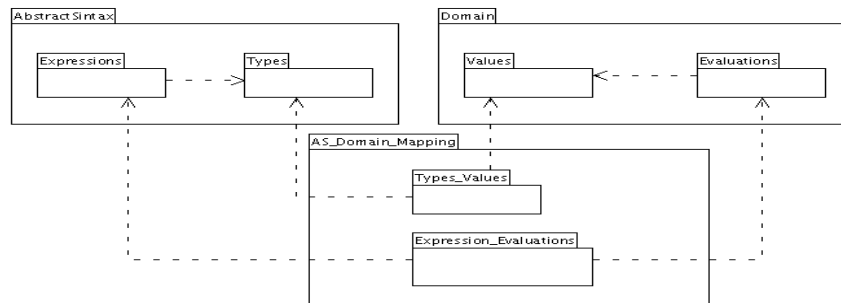 AbstractSintax
Domain
Expressions
Types
Values
Evaluations
AS_Domain_Mapping
Types_Values
Expression_Evaluations